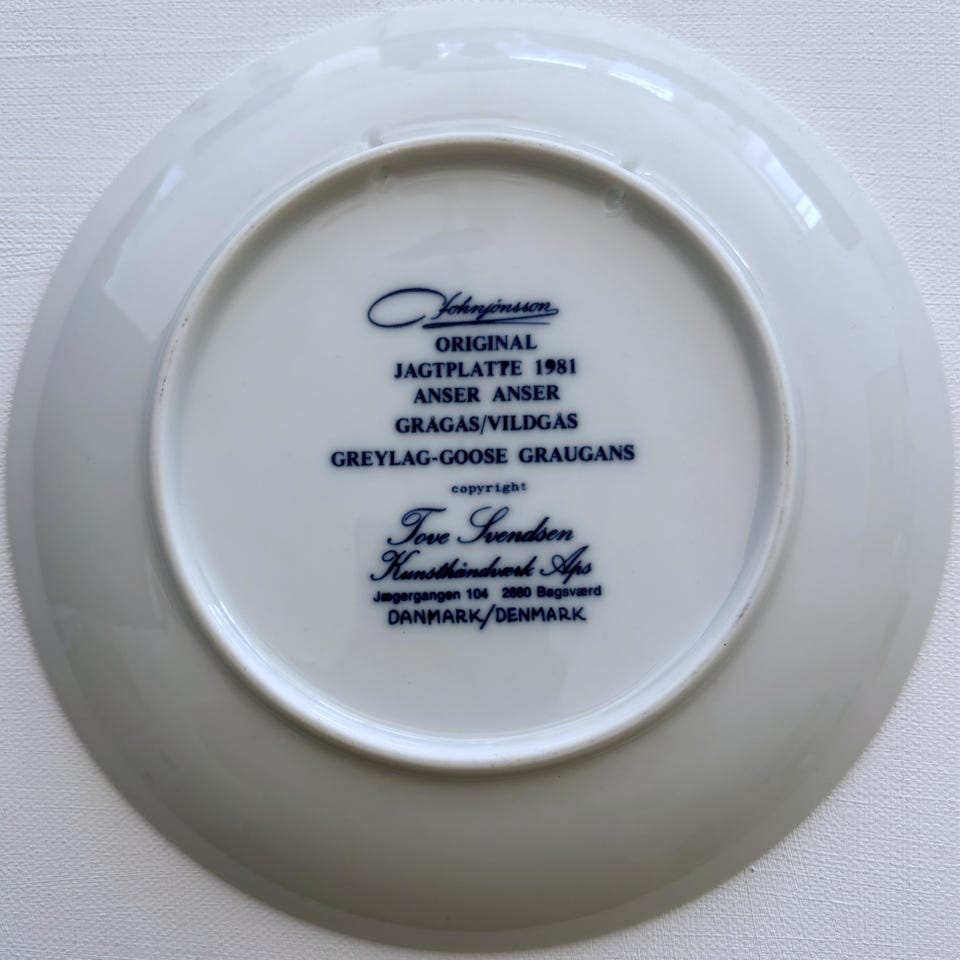 Johnjónsson
ORIGINAL
JAGTPLATTE 1981
ANSER ANSER
GRÅGÅS/VILDGÅS
GREYLAG-GOOSE GRAUGANS
copyright
Tove Svendsen
Kunsthåndværk Aps
Jægergangen 104 2880 Bagsværd
DANMARK/DENMARK